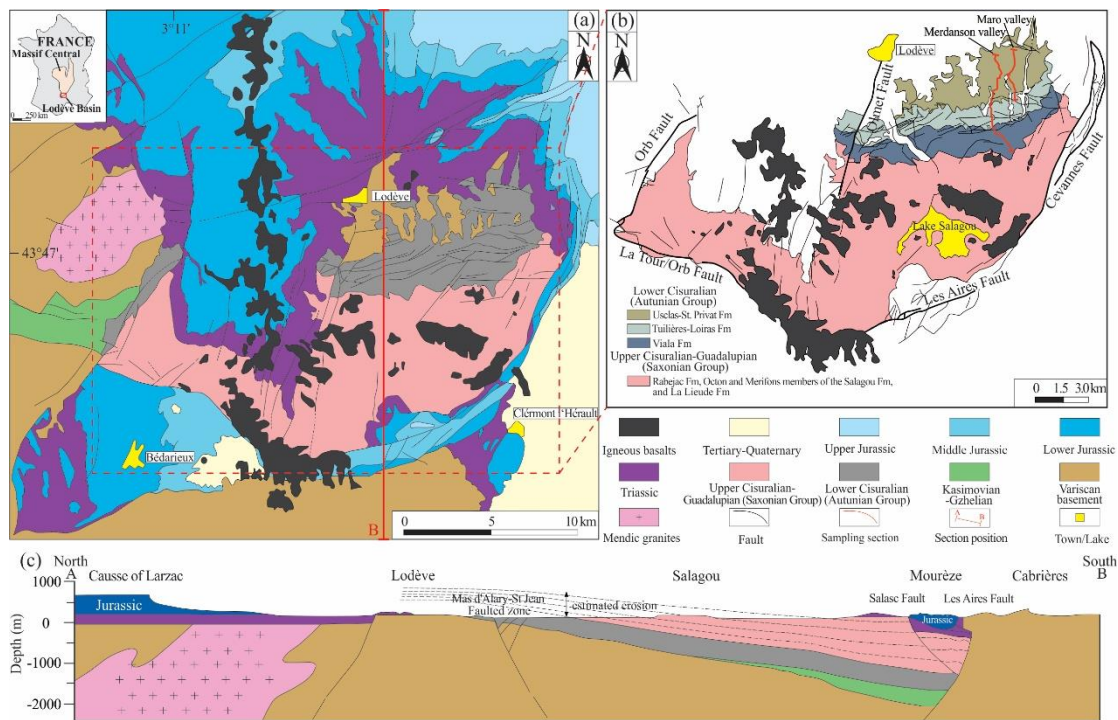 FRANCE
Massif Central
Lodève Basin
0 250 km
3°11'
A
(a)
N
43°47'
Lodève
Bédarieux
Clérmont l'Hérault
B
0 5 10 km
(b)
N
Maro valley
Merdanson valley
Lodève
Orb Fault
Cevannes Fault
Lake Salagou
La Tour/Orb Fault
Les Aires Fault
Lower Cisuralian
(Autunian Group)
Usclas-St. Privat Fm
Tuilières-Loiras Fm
Viala Fm
Upper Cisuralian-Guadalupian
(Saxonian Group)
Rabejac Fm, Octon and Merifons members of the Salagou Fm,
and La Lieude Fm
0 1.5 3.0 km
Igneous basalts
Tertiary-Quaternary
Upper Jurassic
Middle Jurassic
Lower Jurassic
Triassic
Upper Cisuralian-
Guadalupian (Saxonian Group)
Lower Cisuralian
(Autunian Group)
Kasimovian
-Gzhelian
Variscan
basement
A B
Mendic granites
Fault
Sampling section
Section position
Town/Lake
(c)
North
A
South
B
Causse of Larzac
Lodève
Salagou
Mourèze
Cabrières
Salasc Fault
Les Aires Fault
Mas d'Alary-St Jean
Faulted zone
estimated erosion
Jurassic
Jurassic
Depth (m)
1000
0
-1000
-2000